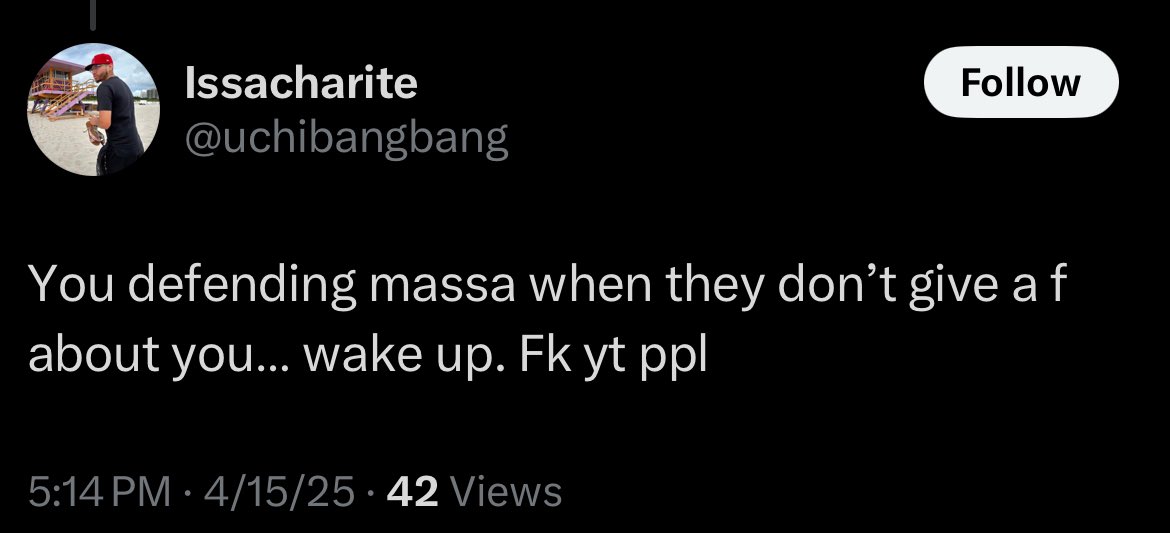 Issacharite
Follow
@uchibangbang
You defending massa when they don’t give a f
about you... wake up. Fk yt ppl
5:14 PM · 4/15/25 · 42 Views